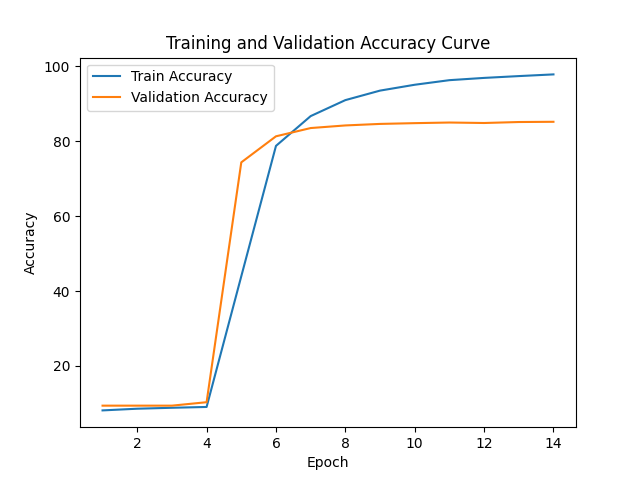 Training and Validation Accuracy Curve
Train Accuracy
Validation Accuracy
100
80
60
40
20
Accuracy
2 4 6 8 10 12 14
Epoch